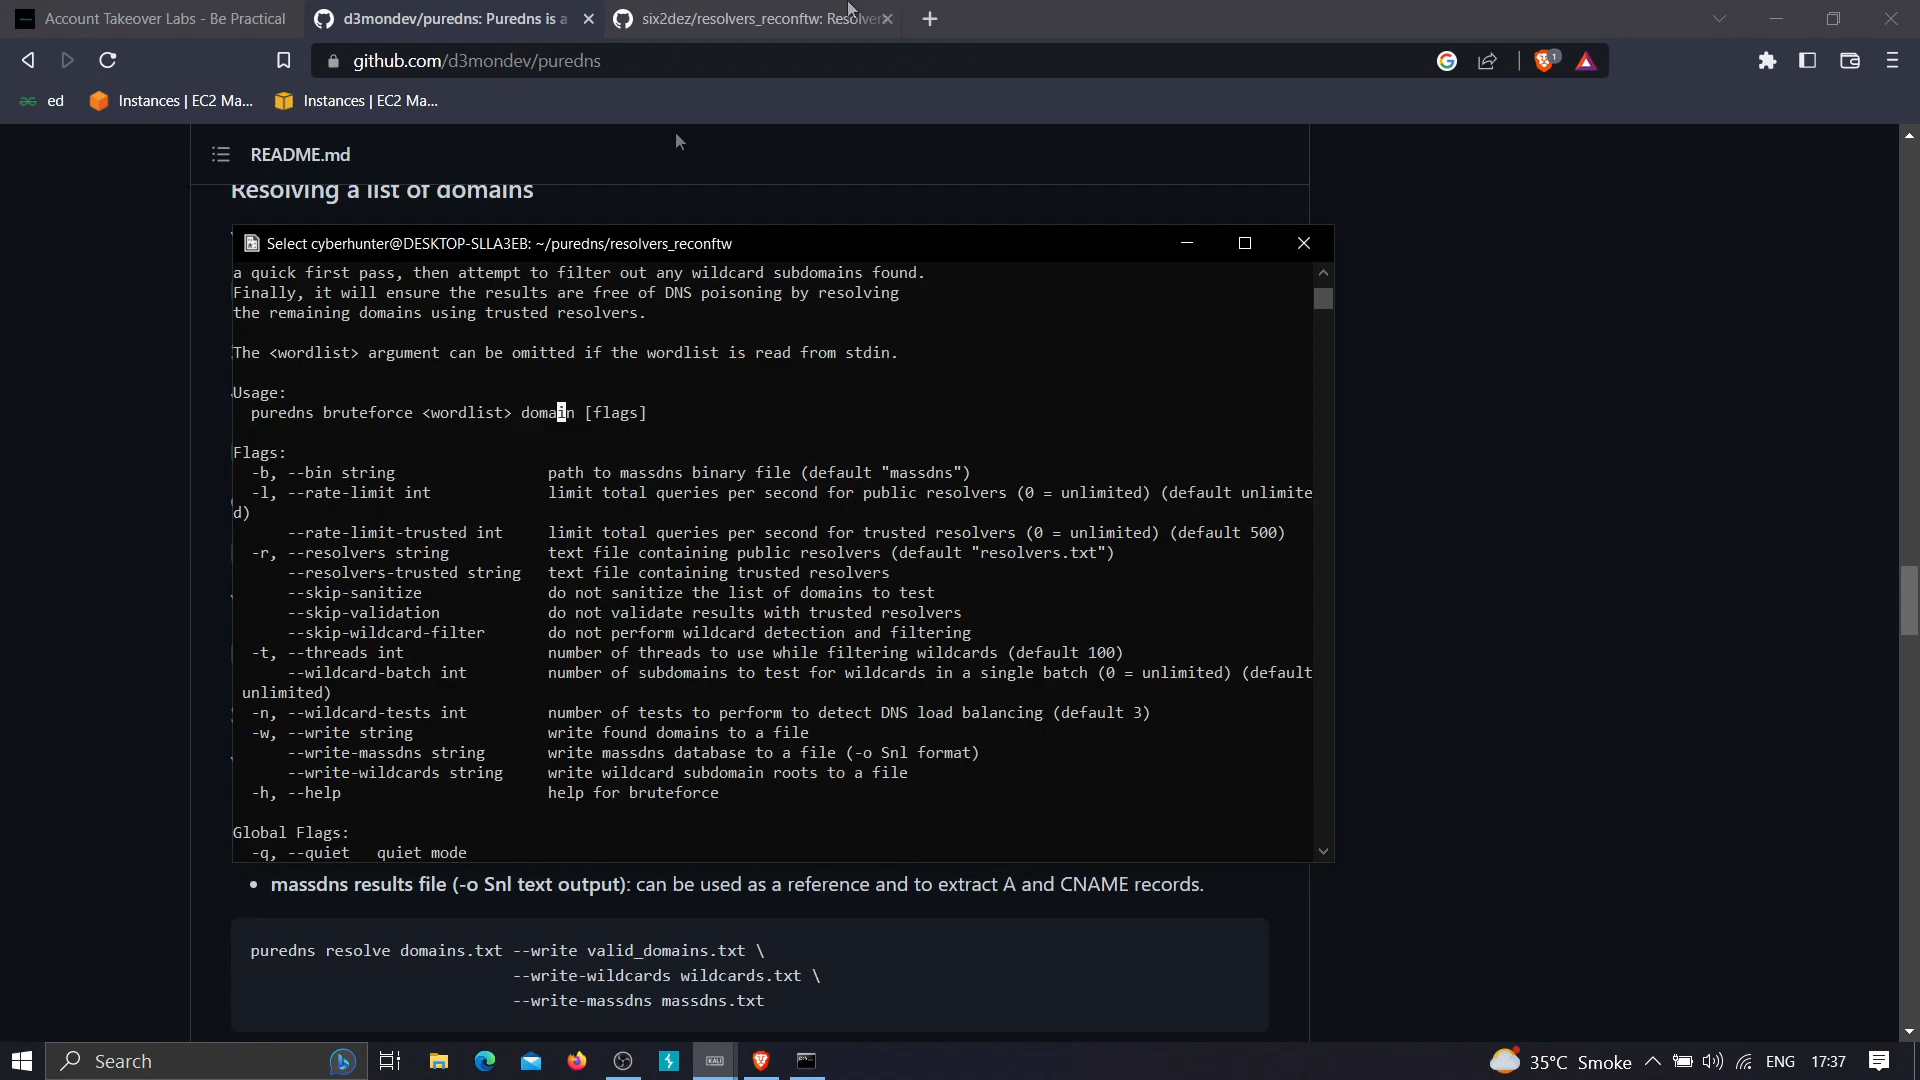 Account Takeover Labs - Be Practical
d3mondev/puredns: Puredns is a
six2dez/resolvers_reconftw: Resolver
github.com/d3mondev/puredns
1
ed
Instances | EC2 Ma...
Instances | EC2 Ma...
README.md
Resolving a list of domains
Select cyberhunter@DESKTOP-SLLA3EB: ~/puredns/resolvers_reconftw
a quick first pass, then attempt to filter out any wildcard subdomains found.
Finally, it will ensure the results are free of DNS poisoning by resolving
the remaining domains using trusted resolvers.
The <wordlist> argument can be omitted if the wordlist is read from stdin.
Usage:
puredns bruteforce <wordlist> domain [flags]
Flags:
-b, --bin string path to massdns binary file (default "massdns")
-l, --rate-limit int limit total queries per second for public resolvers (0 = unlimited) (default unlimite
d)
--rate-limit-trusted int limit total queries per second for trusted resolvers (0 = unlimited) (default 500)
-r, --resolvers string text file containing public resolvers (default "resolvers.txt")
--resolvers-trusted string text file containing trusted resolvers
--skip-sanitize do not sanitize the list of domains to test
--skip-validation do not validate results with trusted resolvers
--skip-wildcard-filter do not perform wildcard detection and filtering
-t, --threads int number of threads to use while filtering wildcards (default 100)
--wildcard-batch int number of subdomains to test for wildcards in a single batch (0 = unlimited) (default
unlimited)
-n, --wildcard-tests int number of tests to perform to detect DNS load balancing (default 3)
-w, --write string write found domains to a file
--write-massdns string write massdns database to a file (-o Snl format)
--write-wildcards string write wildcard subdomain roots to a file
-h, --help help for bruteforce
Global Flags:
-q, --quiet quiet mode
• massdns results file (-o Snl text output): can be used as a reference and to extract A and CNAME records.
puredns resolve domains.txt --write valid_domains.txt \
--write-wildcards wildcards.txt \
--write-massdns massdns.txt
Search
KALI
35°C Smoke
ENG
17:37